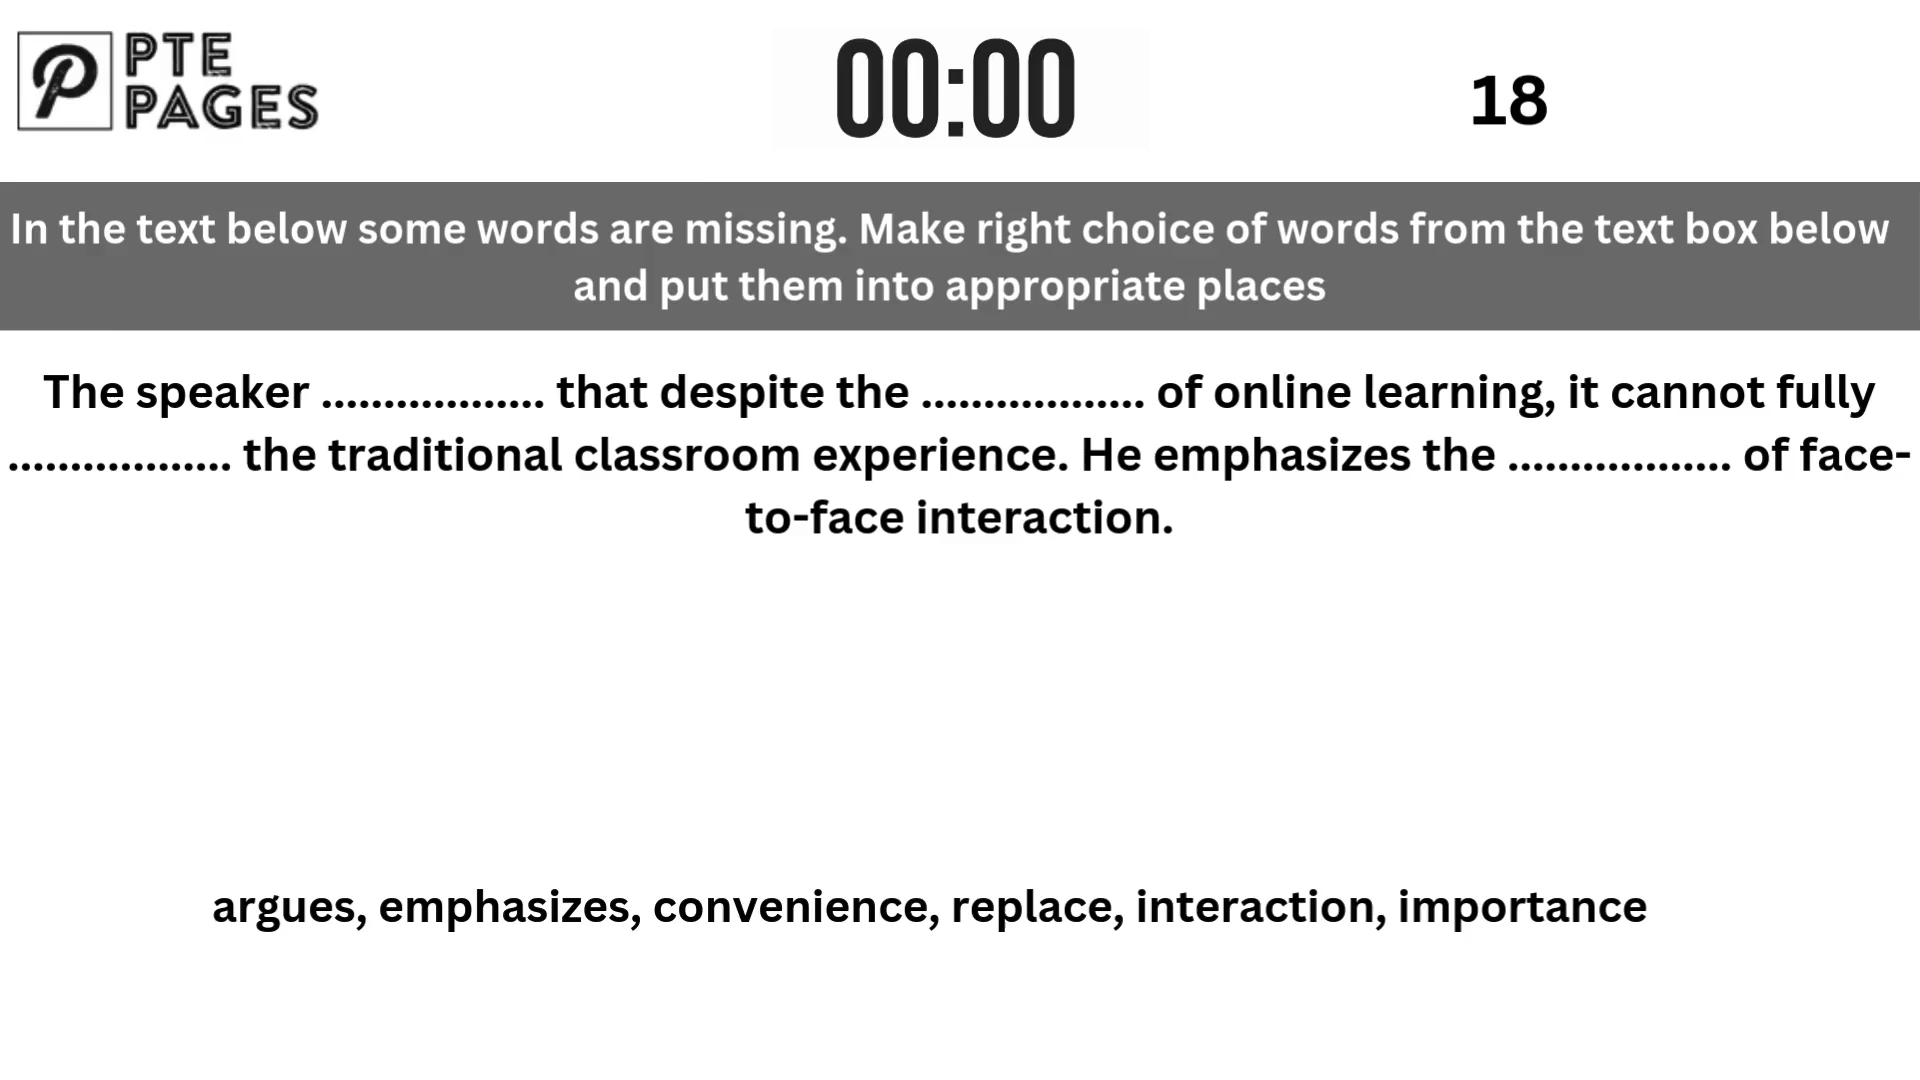 PTE
PAGES
00:00
18
In the text below some words are missing. Make right choice of words from the text box below
and put them into appropriate places
The speaker .................. that despite the .................. of online learning, it cannot fully
.................. the traditional classroom experience. He emphasizes the .................. of face-
to-face interaction.
argues, emphasizes, convenience, replace, interaction, importance